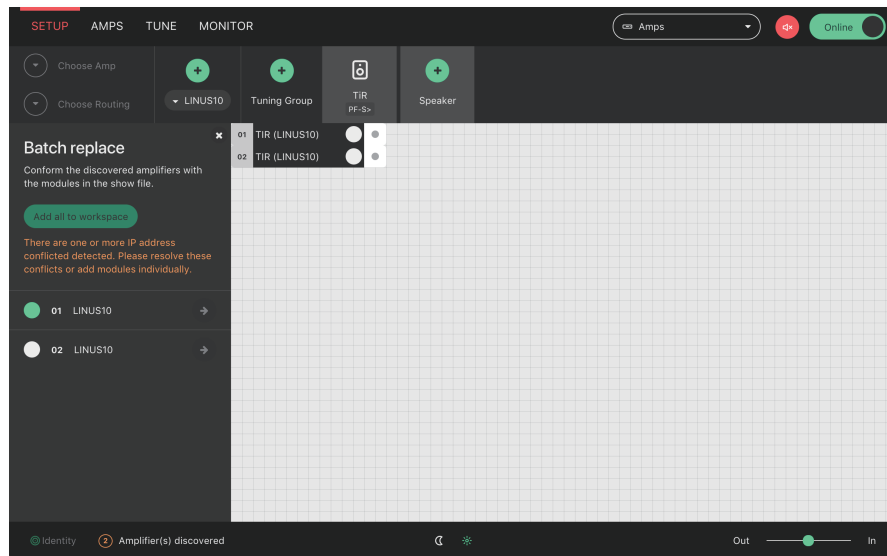 SETUP AMPS TUNE MONITOR
Amps
Online
Choose Amp
Choose Routing
LINUS10
Tuning Group
TiR
PF-S>
Speaker
Batch replace
Conform the discovered amplifiers with
the modules in the show file.
Add all to workspace
There are one or more IP address
conflicted detected. Please resolve these
conflicts or add modules individually.
01 LINUS10
02 LINUS10
01 TIR (LINUS10)
02 TIR (LINUS10)
Identity
2 Amplifier(s) discovered
Out
In